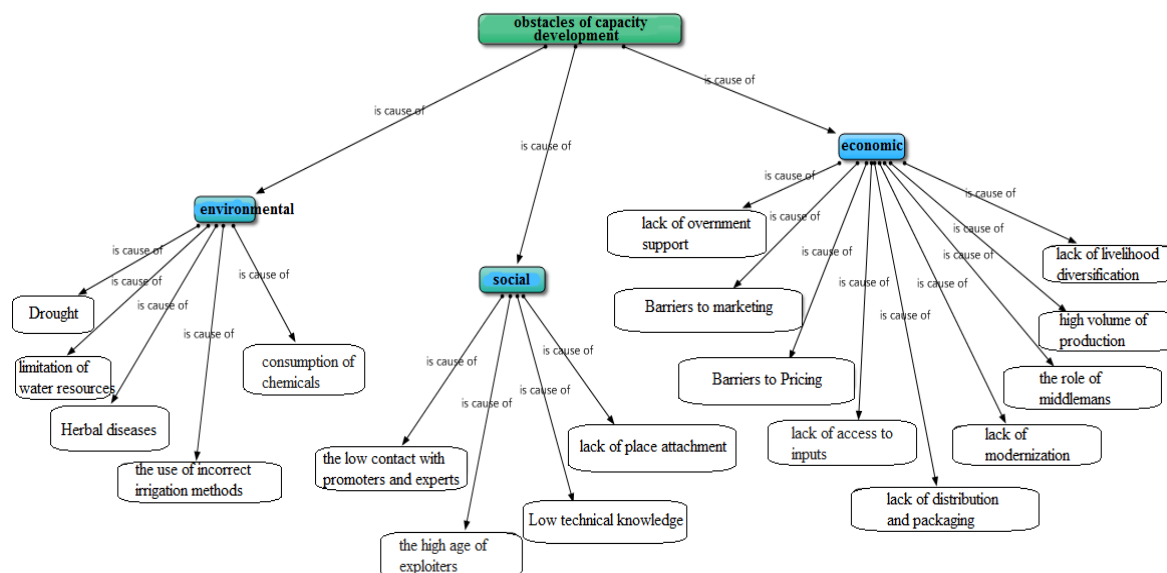 obstacles of capacity
development
is cause of
is cause of
is cause of
economic
environmental
social
is cause of
is cause of
is cause of
is cause of
is cause of
Drought
limitation of
water resources
Herbal diseases
the use of incorrect
irrigation methods
consumption of
chemicals
is cause of
is cause of
is cause of
is cause of
the low contact with
promoters and experts
the high age of
exploiters
Low technical knowledge
lack of place attachment
is cause of
is cause of
is cause of
is cause of
is cause of
is cause of
is cause of
is cause of
is cause of
lack of overnment
support
Barriers to marketing
Barriers to Pricing
lack of access to
inputs
lack of distribution
and packaging
lack of
modernization
the role of
middlemans
high volume of
production
lack of livelihood
diversification